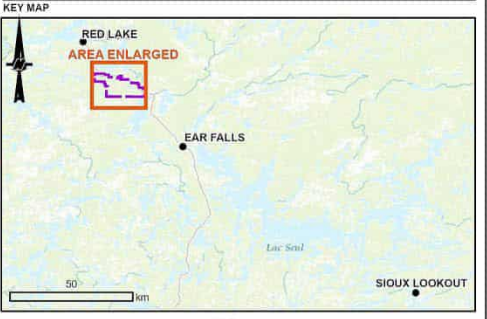 KEY MAP
RED LAKE
AREA ENLARGED
N
EAR FALLS
Lac Seul
SIOUX LOOKOUT
50
km